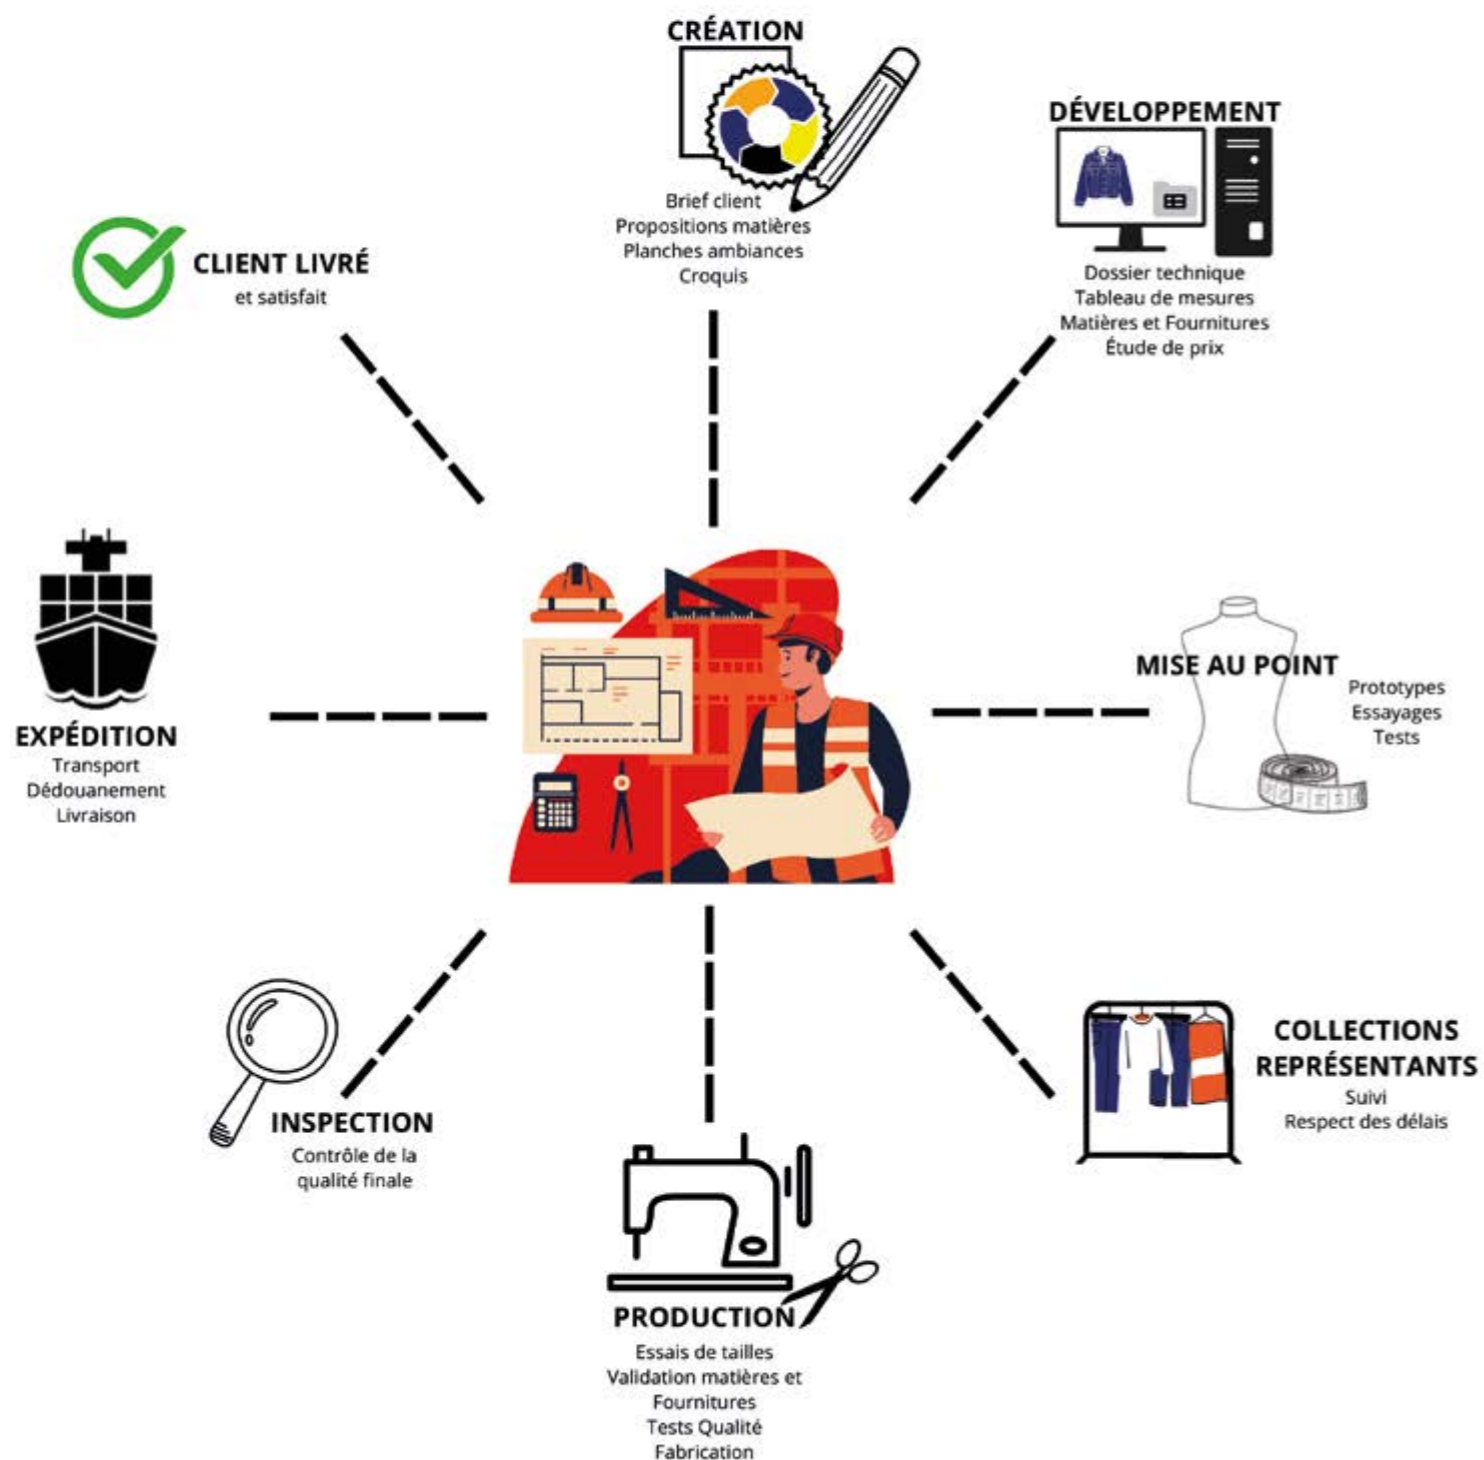 CRÉATION
Brief client
Propositions matières
Planches ambiances
Croquis
DÉVELOPPEMENT
Dossier technique
Tableau de mesures
Matières et Fournitures
Étude de prix
MISE AU POINT
Prototypes
Essayages
Tests
COLLECTIONS
REPRÉSENTANTS
Suivi
Respect des délais
PRODUCTION
Essais de tailles
Validation matières et
Fournitures
Tests Qualité
Fabrication
INSPECTION
Contrôle de la
qualité finale
EXPÉDITION
Transport
Dédouanement
Livraison
CLIENT LIVRÉ
et satisfait